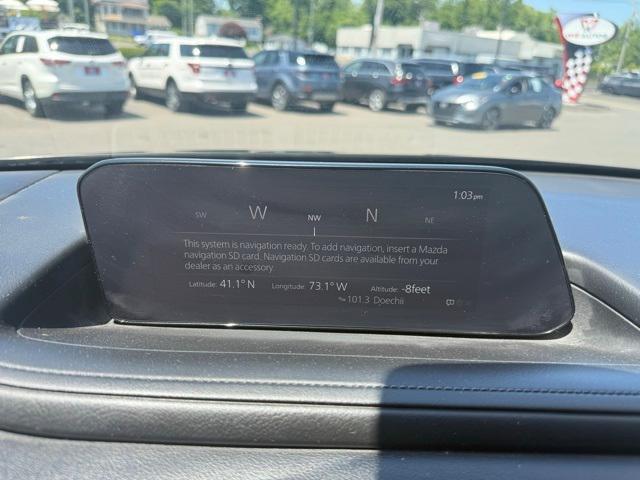 1:03pm
SW W NW N NE
This system is navigation ready. To add navigation, insert a Mazda
navigation SD card. Navigation SD cards are available from your
dealer as an accessory.
Latitude: 41.1° N Longitude: 73.1° W Altitude: -8feet
101.3 Doechii